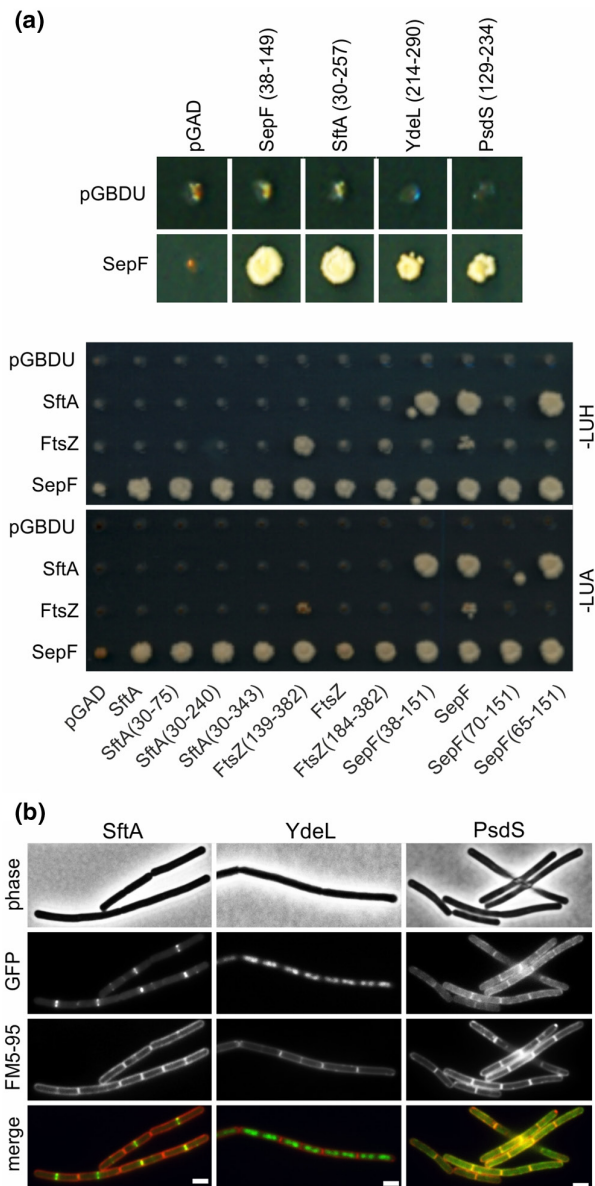 (a)
pGAD
SepF (38-149)
SftA (30-257)
YdeL (214-290)
PsdS (129-234)
pGBDU
SepF
pGBDU
SftA
FtsZ
SepF
-LUH
pGBDU
SftA
FtsZ
SepF
-LUA
pGAD
SftA
SftA(30-75)
SftA(30-240)
SftA(30-343)
FtsZ(139-382)
FtsZ
FtsZ(184-382)
SepF(38-151)
SepF
SepF(70-151)
SepF(65-151)
(b)
SftA YdeL PsdS
phase
GFP
FM5-95
merge